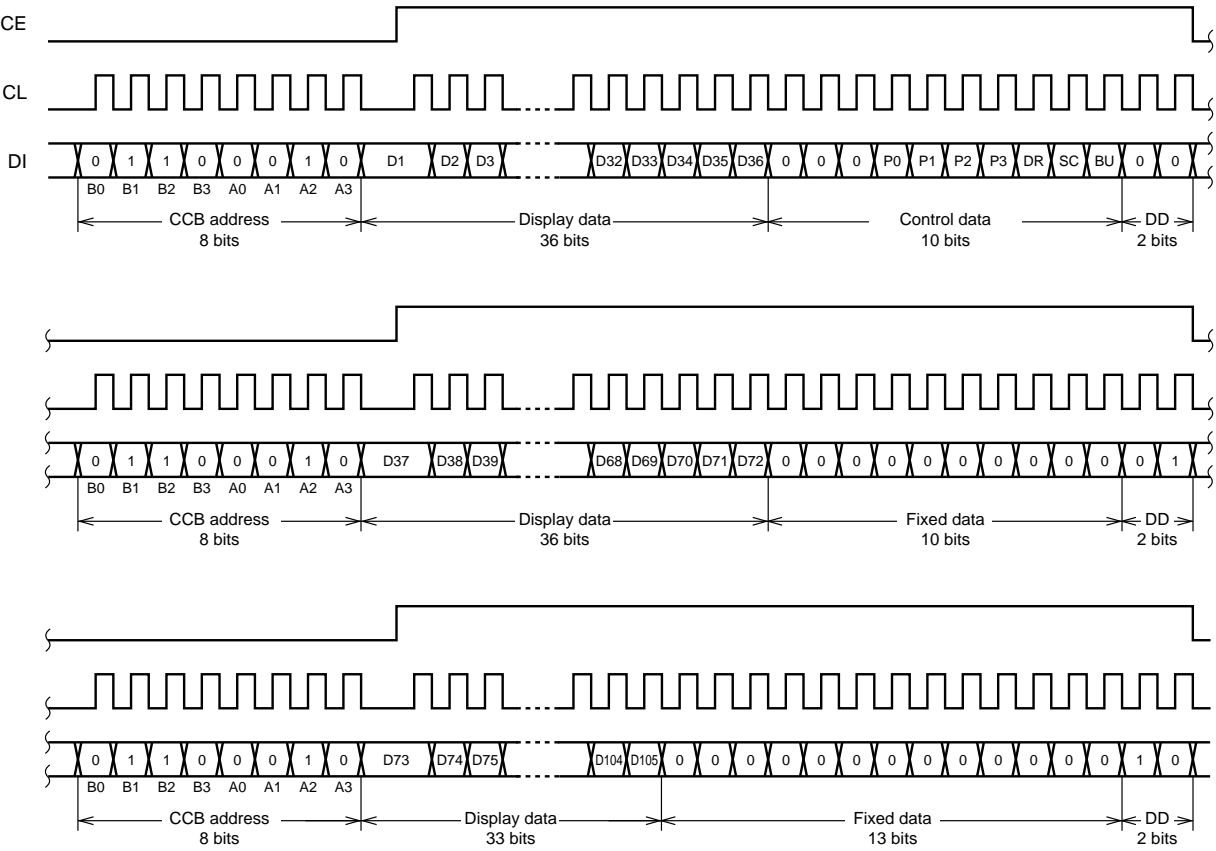 CE
CL
DI 0 1 1 0 0 0 1 0 D1 D2 D3 D32 D33 D34 D35 D36 0 0 0 P0 P1 P2 P3 DR SC BU 0 0
B0 B1 B2 B3 A0 A1 A2 A3
CCB address Display data Control data DD
8 bits 36 bits 10 bits 2 bits
0 1 1 0 0 0 1 0 D37 D38 D39 D68 D69 D70 D71 D72 0 0 0 0 0 0 0 0 0 0 0 1
B0 B1 B2 B3 A0 A1 A2 A3
CCB address Display data Fixed data DD
8 bits 36 bits 10 bits 2 bits
0 1 1 0 0 0 1 0 D73 D74 D75 D104 D105 0 0 0 0 0 0 0 0 0 0 0 0 0 1 0
B0 B1 B2 B3 A0 A1 A2 A3
CCB address Display data Fixed data DD
8 bits 33 bits 13 bits 2 bits